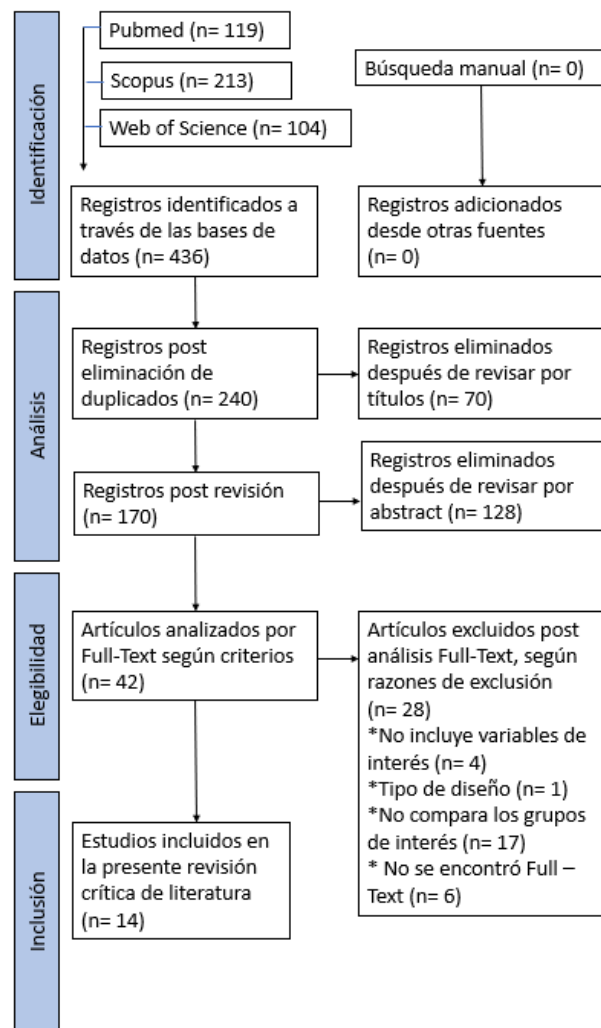 Identificación
Pubmed (n= 119)
Scopus (n= 213)
Web of Science (n= 104)
Búsqueda manual (n= 0)
Registros identificados a
través de las bases de
datos (n= 436)
Registros adicionados
desde otras fuentes
(n= 0)
Análisis
Registros post
eliminación de
duplicados (n= 240)
Registros eliminados
después de revisar por
títulos (n= 70)
Registros post revisión
(n= 170)
Registros eliminados
después de revisar por
abstract (n= 128)
Elegibilidad
Artículos analizados por
Full-Text según criterios
(n= 42)
Artículos excluidos post
análisis Full-Text, según
razones de exclusión
(n= 28)
*No incluye variables de
interés (n= 4)
*Tipo de diseño (n= 1)
*No compara los grupos
de interés (n= 17)
* No se encontró Full –
Text (n= 6)
Inclusión
Estudios incluidos en
la presente revisión
crítica de literatura
(n= 14)